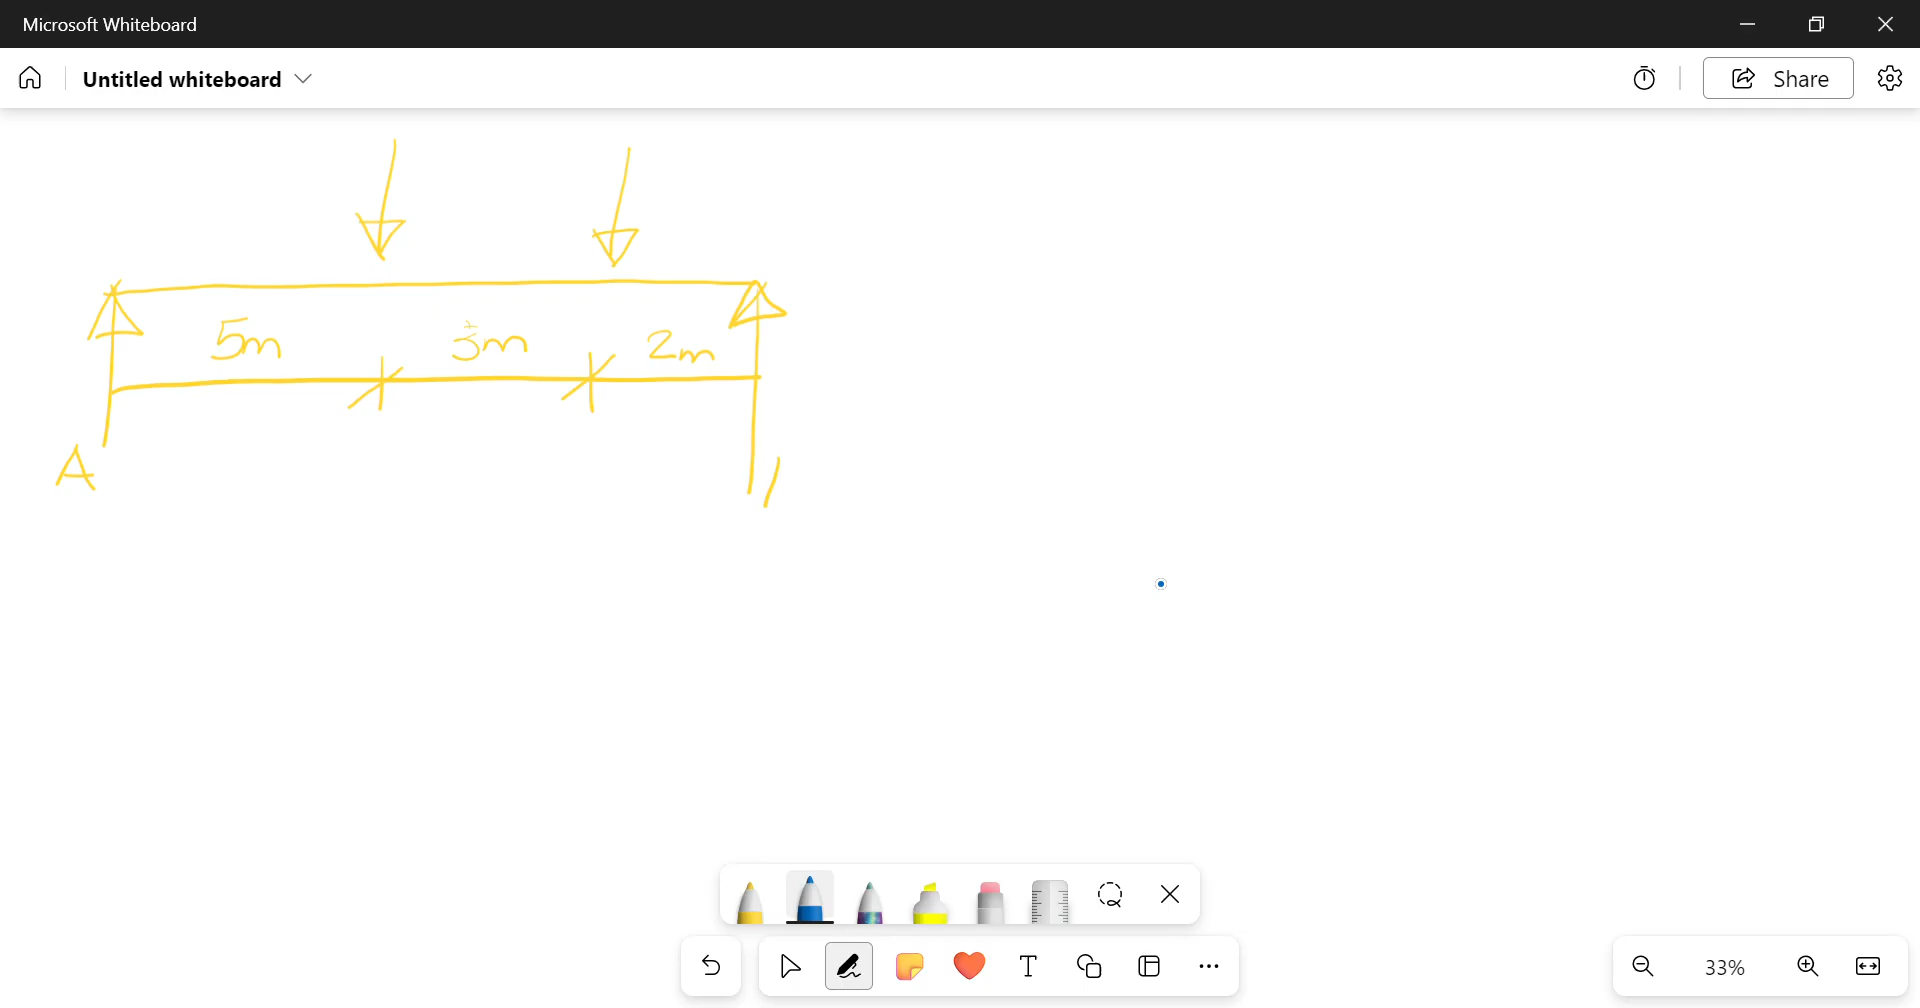 Microsoft Whiteboard
Untitled whiteboard
Share
5m 3m 2m
A
33%